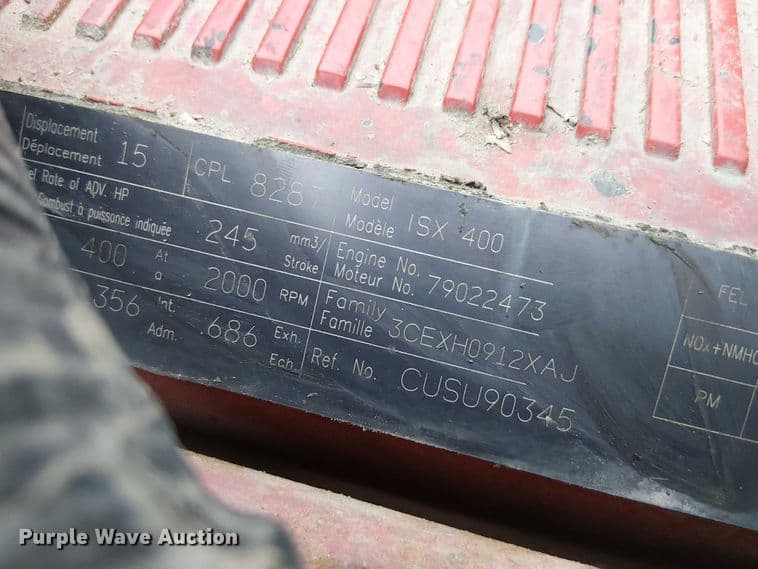 Displacement
Déplacement 15
CPL 8287
el Rate of ADV. HP
Combust à puissance indiquée
245 mm3/
Stroke
400 At
a 2000 RPM
356 Int.
Adm. .686 Exh.
Ech.
Model
Modèle ISX 400
Engine No.
Moteur No. 79022473
Family
Famille 3CEXH0912XAJ
Ref. No. CUSU90345
FEL
NOx+NMHC
PM
Purple Wave Auction